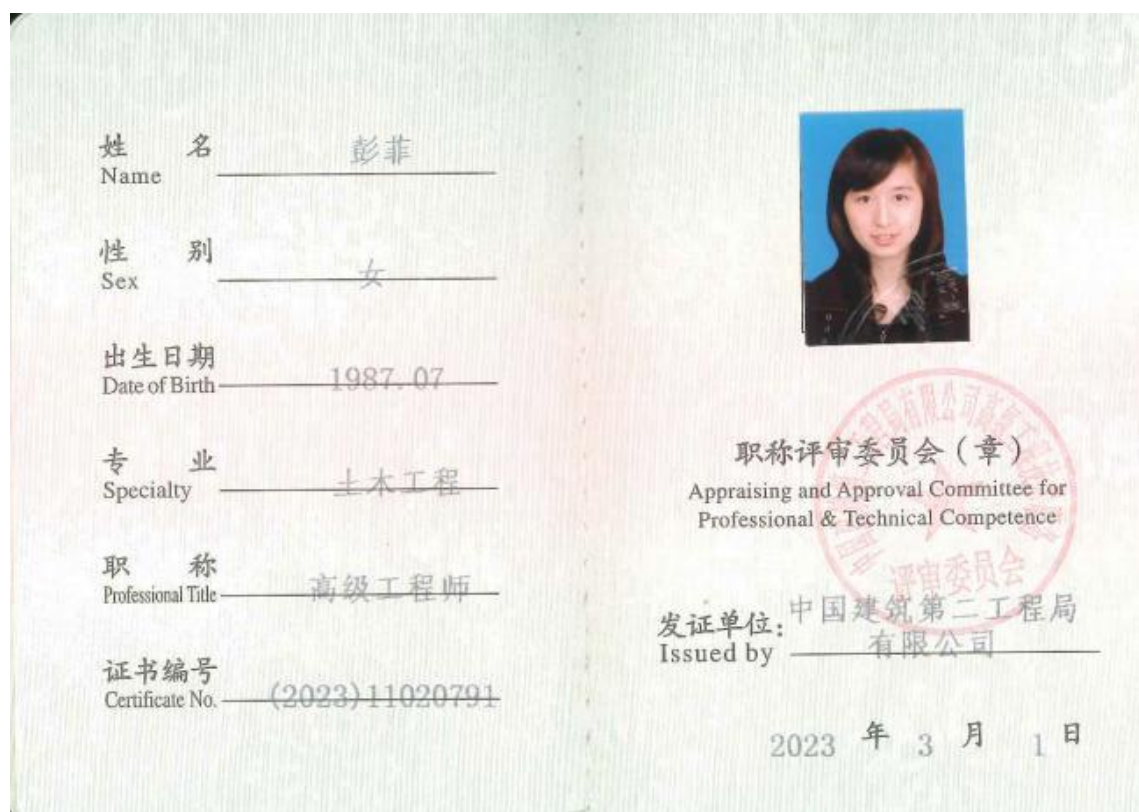 姓名 彭菲
Name
性别 女
Sex
出生日期 1987.07
Date of Birth
专业 土木工程
Specialty
职称 高级工程师
Professional Title
证书编号 (2023)11020791
Certificate No.
职称评审委员会（章）
Appraising and Approval Committee for
Professional & Technical Competence
评审委员会
发证单位: 中国建筑第二工程局
Issued by 有限公司
2023 年 3 月 1 日